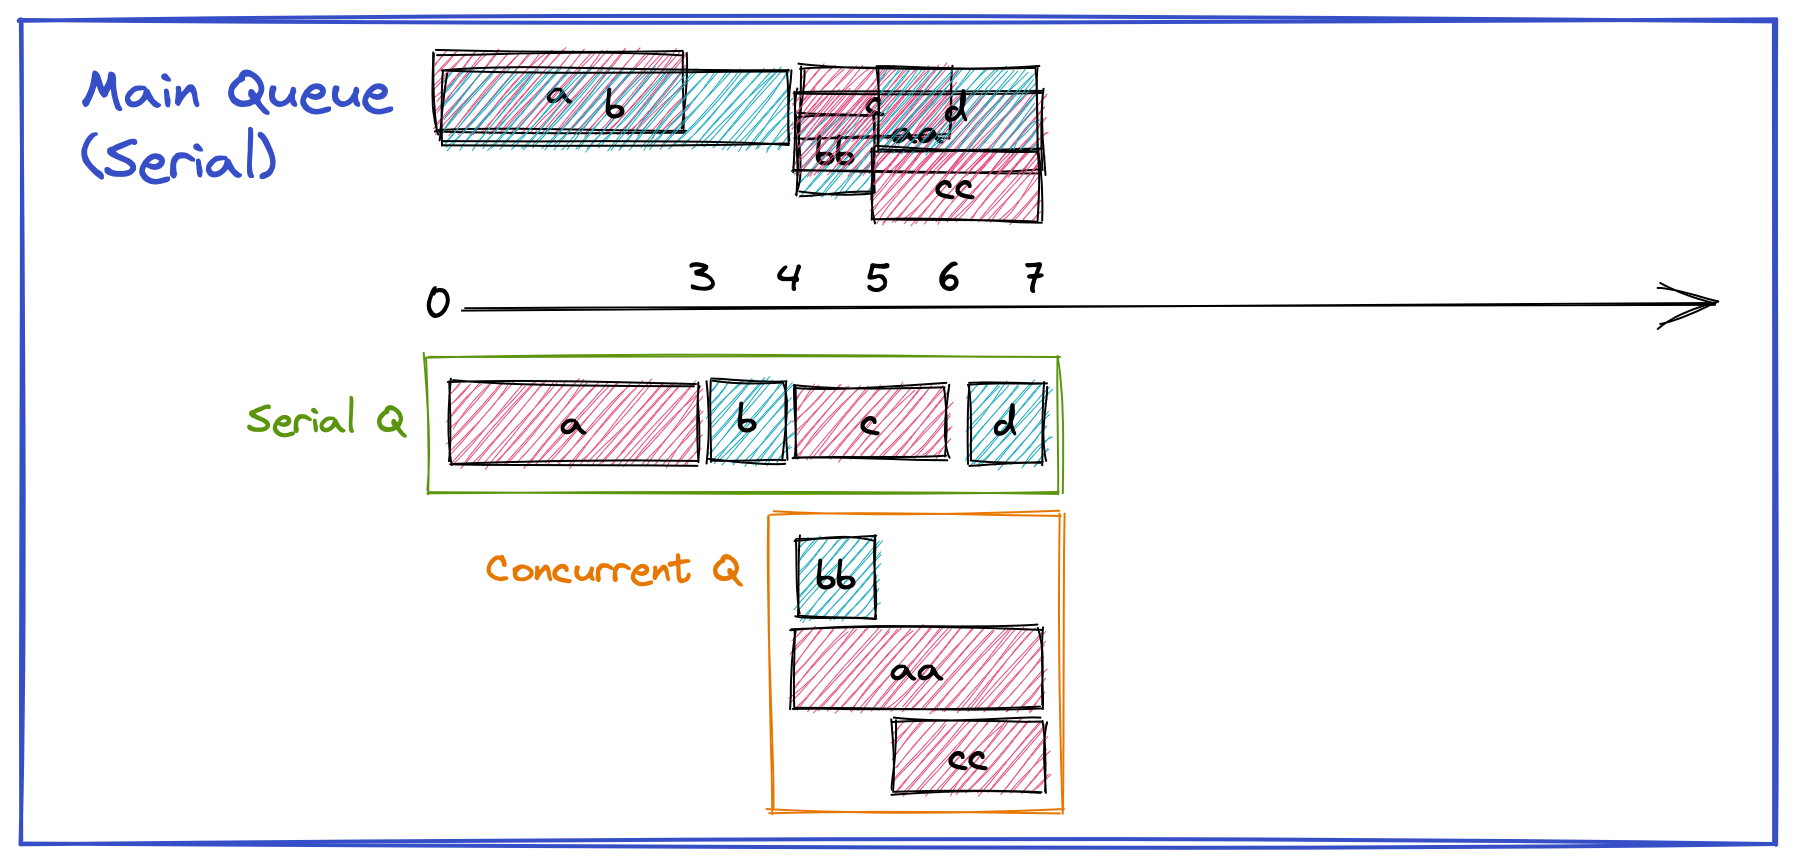 Main Queue
(Serial)
a b
c d
aa
bb
cc
3 4 5 6 7
0
Serial Q
a b c d
Concurrent Q
bb
aa
cc